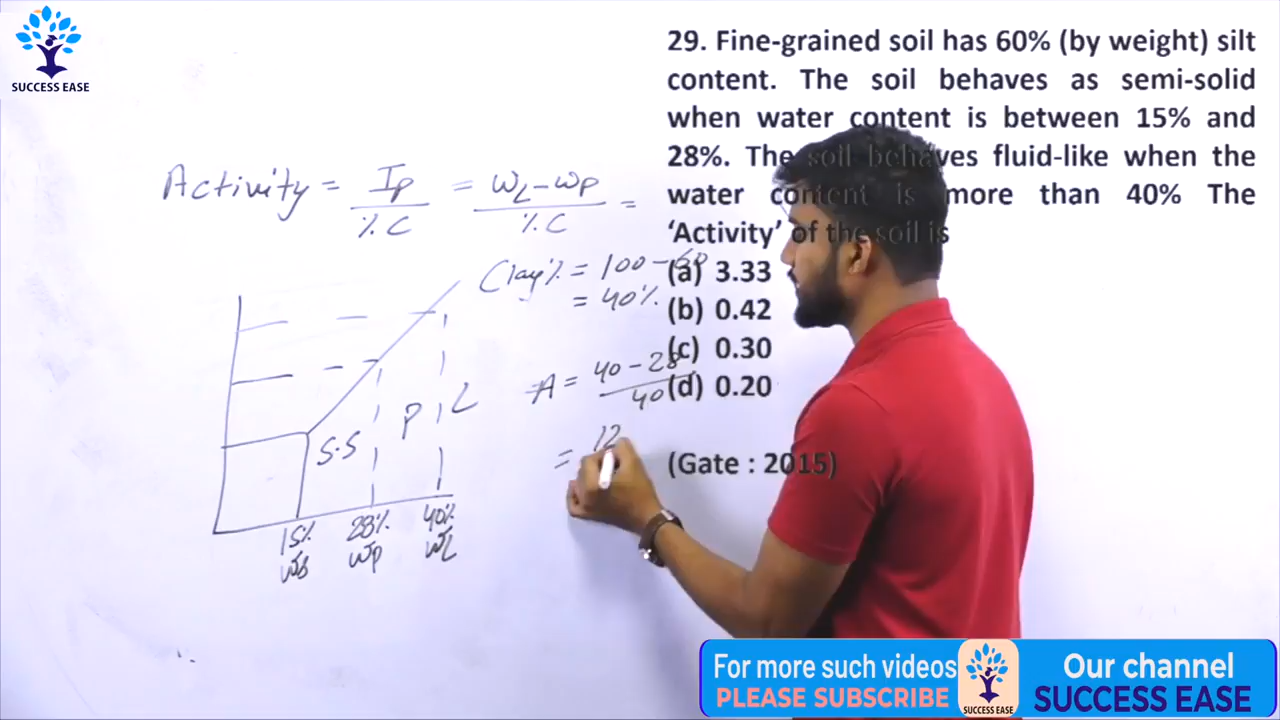 SUCCESS EASE
29. Fine-grained soil has 60% (by weight) silt
content. The soil behaves as semi-solid
when water content is between 15% and
28%. The soil behaves fluid-like when the
water content is more than 40% The
‘Activity’ of the soil is
(a) 3.33
(b) 0.42
(c) 0.30
(d) 0.20
(Gate : 2015)
Activity = Ip / % C = wL - wp / % C =
Clay % = 100 - 60
= 40%
A = 40 - 28 / 40
= 12
S.S P L
15% 28% 40%
ws wp wL
For more such videos
PLEASE SUBSCRIBE
SUCCESS EASE
Our channel
SUCCESS EASE